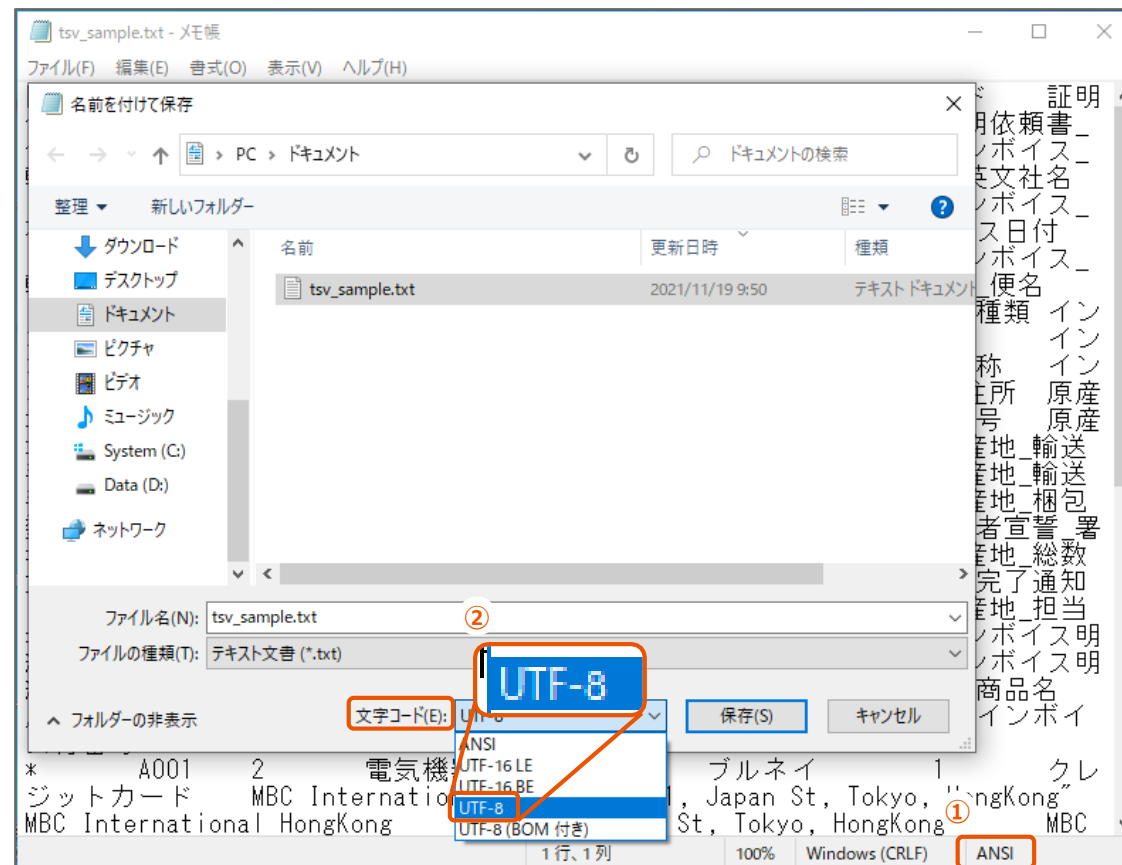 tsv_sample.txt - メモ帳
ファイル(F) 編集(E) 書式(O) 表示(V) ヘルプ(H)
名前を付けて保存
PC › ドキュメント
ドキュメントの検索
整理 新しいフォルダー
ダウンロード
デスクトップ
ドキュメント
ピクチャ
ビデオ
ミュージック
System (C:)
Data (D:)
ネットワーク
名前 更新日時 種類
tsv_sample.txt 2021/11/19 9:50 テキスト ドキュメント
証明
明依頼書_
ンボイス_
英文社名
ンボイス_
ス日付
ンボイス_
_便名
種類 イン
イン
称 イン
住所 原産
号 原産
産地_輸送
産地_輸送
産地_梱包
者宣誓_署
産地_総数
完了通知
産地_担当
ンボイス明
ンボイス明
商品名
インボイ
ファイル名(N): tsv_sample.txt
②
ファイルの種類(T): テキスト文書 (*.txt)
UTF-8
フォルダーの非表示 文字コード(E): UTF-8 保存(S) キャンセル
ANSI
UTF-16 LE
UTF-16 BE
UTF-8
UTF-8 (BOM 付き)
* A001 2 電気機 ブルネイ 1 クレ
ジットカード MBC Internatio 1, Japan St, Tokyo, HongKong"
MBC International HongKong St, Tokyo, HongKong MBC
①
1 行、1 列 100% Windows (CRLF) ANSI